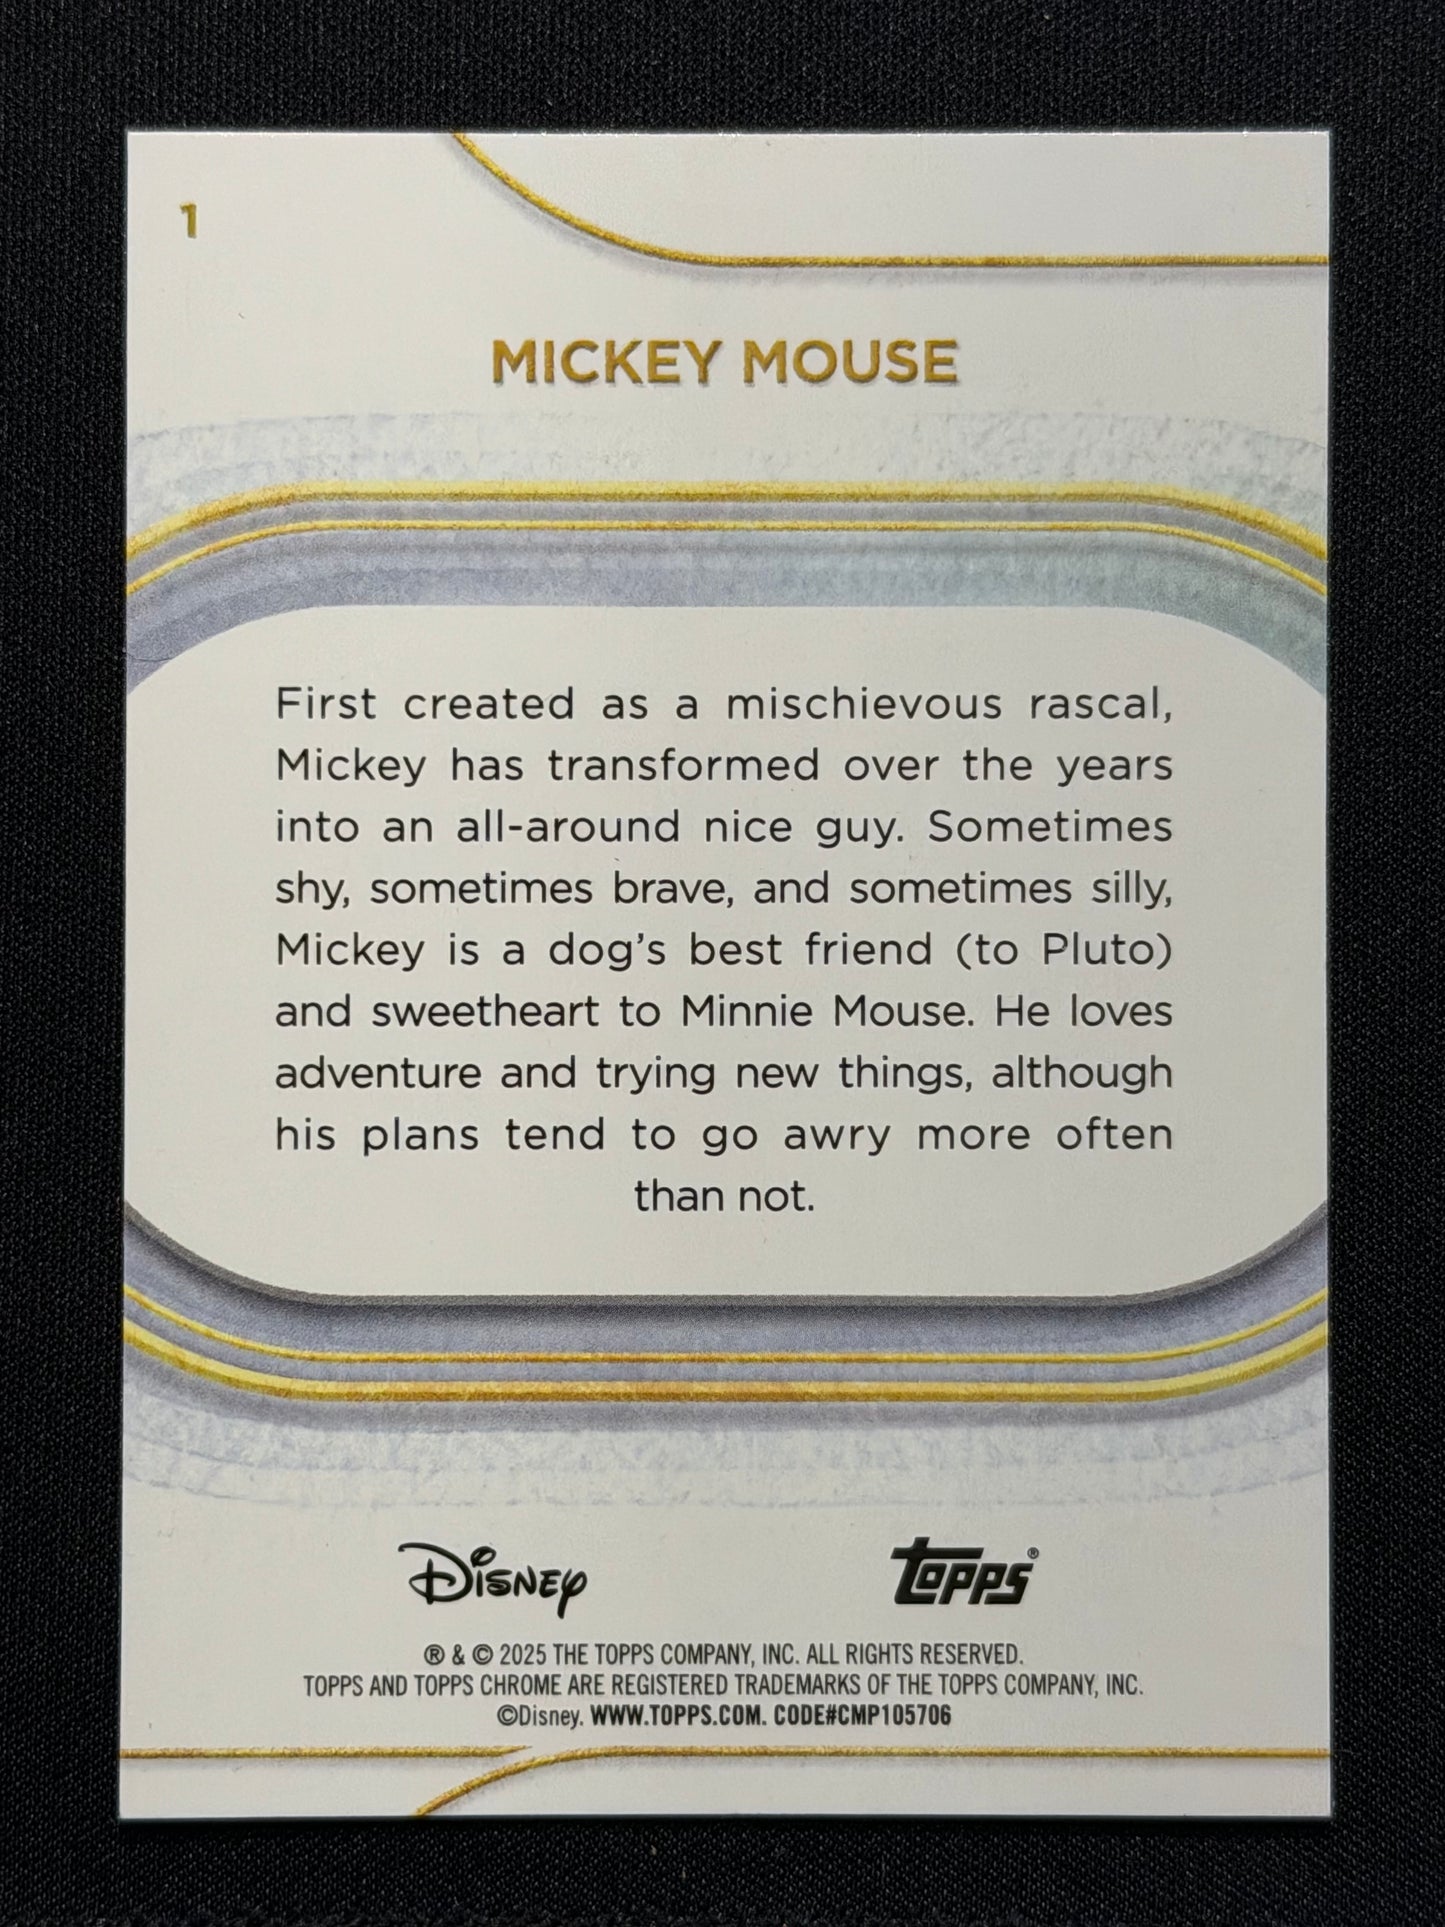 1
MICKEY MOUSE
First created as a mischievous rascal,
Mickey has transformed over the years
into an all-around nice guy. Sometimes
shy, sometimes brave, and sometimes silly,
Mickey is a dog’s best friend (to Pluto)
and sweetheart to Minnie Mouse. He loves
adventure and trying new things, although
his plans tend to go awry more often
than not.
Disney
topps®
® & © 2025 THE TOPPS COMPANY, INC. ALL RIGHTS RESERVED.
TOPPS AND TOPPS CHROME ARE REGISTERED TRADEMARKS OF THE TOPPS COMPANY, INC.
©Disney. WWW.TOPPS.COM. CODE#CMP105706